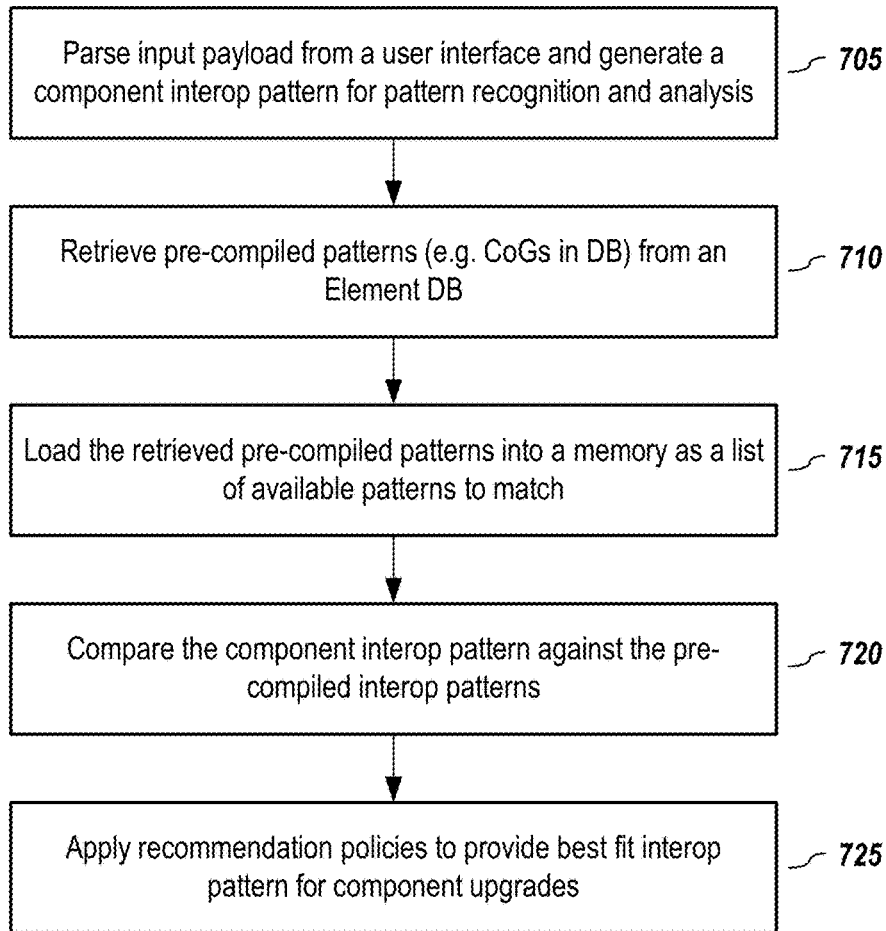 Parse input payload from a user interface and generate a
component interop pattern for pattern recognition and analysis
705
Retrieve pre-compiled patterns (e.g. CoGs in DB) from an
Element DB
710
Load the retrieved pre-compiled patterns into a memory as a list
of available patterns to match
715
Compare the component interop pattern against the pre-
compiled interop patterns
720
Apply recommendation policies to provide best fit interop
pattern for component upgrades
725